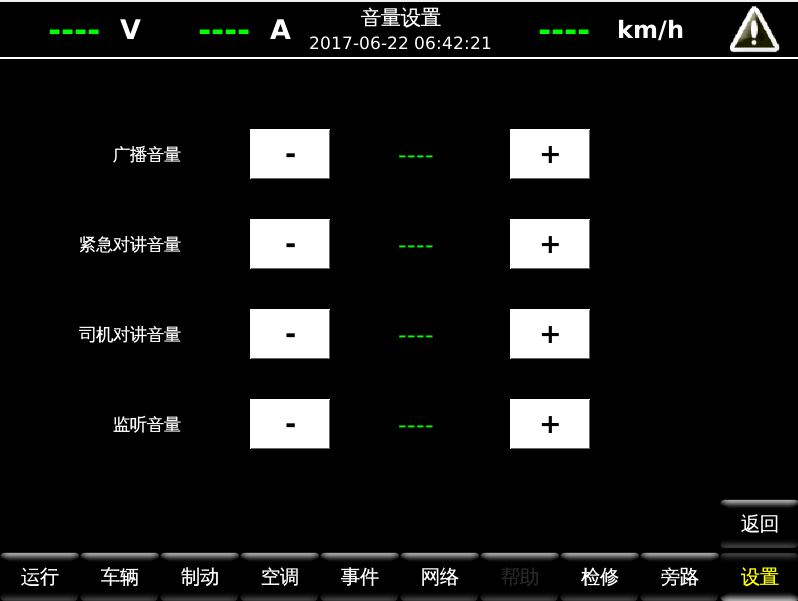 ---- V ---- A 音量设置 ---- km/h
2017-06-22 06:42:21
广播音量 - ---- +
紧急对讲音量 - ---- +
司机对讲音量 - ---- +
监听音量 - ---- +
返回
运行 车辆 制动 空调 事件 网络 帮助 检修 旁路 设置